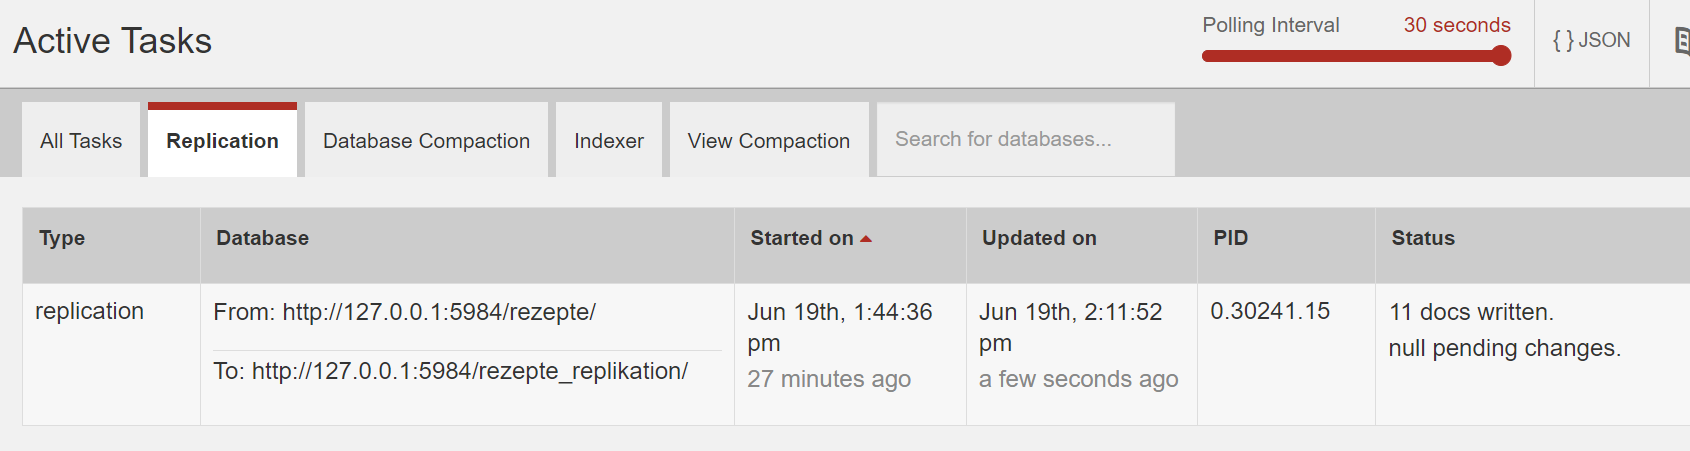 Active Tasks
Polling Interval 30 seconds
{ } JSON
All Tasks Replication Database Compaction Indexer View Compaction Search for databases...
Type Database Started on Updated on PID Status
replication
From: http://127.0.0.1:5984/rezepte/
To: http://127.0.0.1:5984/rezepte_replikation/
Jun 19th, 1:44:36
pm
27 minutes ago
Jun 19th, 2:11:52
pm
a few seconds ago
0.30241.15
11 docs written.
null pending changes.